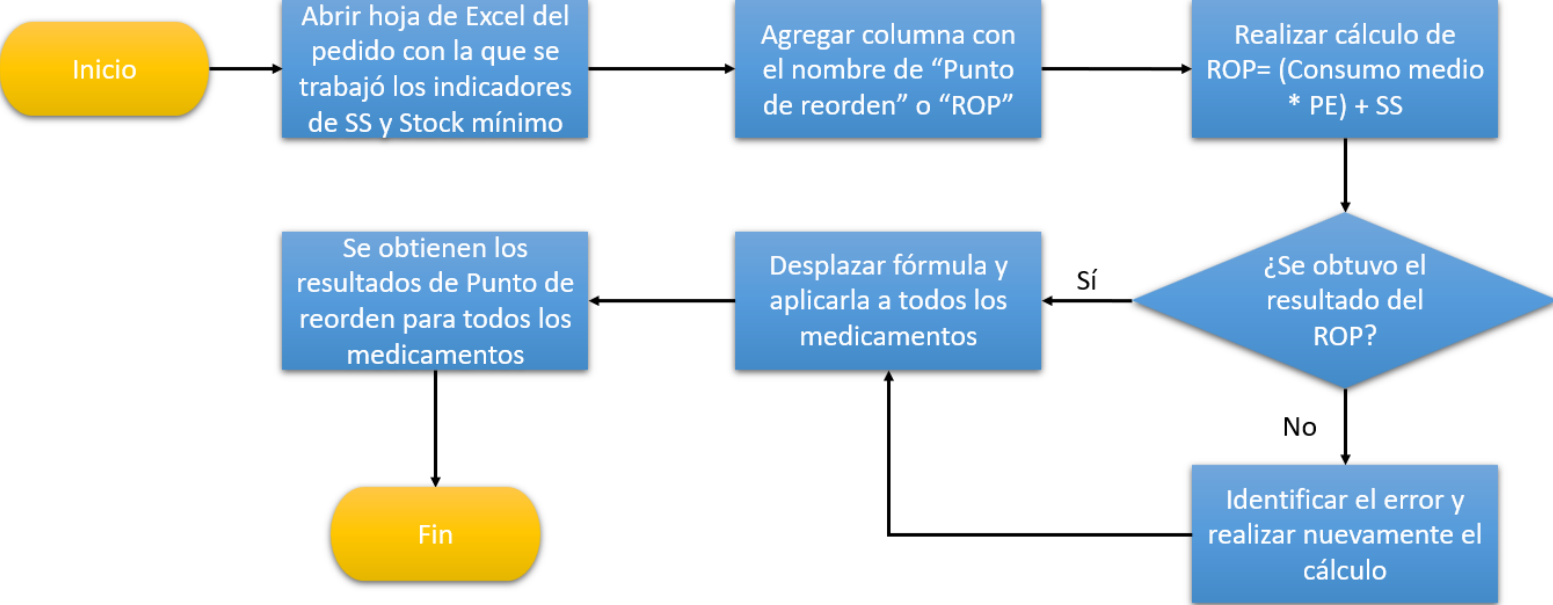 Inicio
Abrir hoja de Excel del
pedido con la que se
trabajó los indicadores
de SS y Stock mínimo
Agregar columna con
el nombre de “Punto
de reorden” o “ROP”
Realizar cálculo de
ROP= (Consumo medio
* PE) + SS
¿Se obtuvo el
resultado del
ROP?
Sí
Desplazar fórmula y
aplicarla a todos los
medicamentos
Se obtienen los
resultados de Punto de
reorden para todos los
medicamentos
No
Identificar el error y
realizar nuevamente el
cálculo
Fin